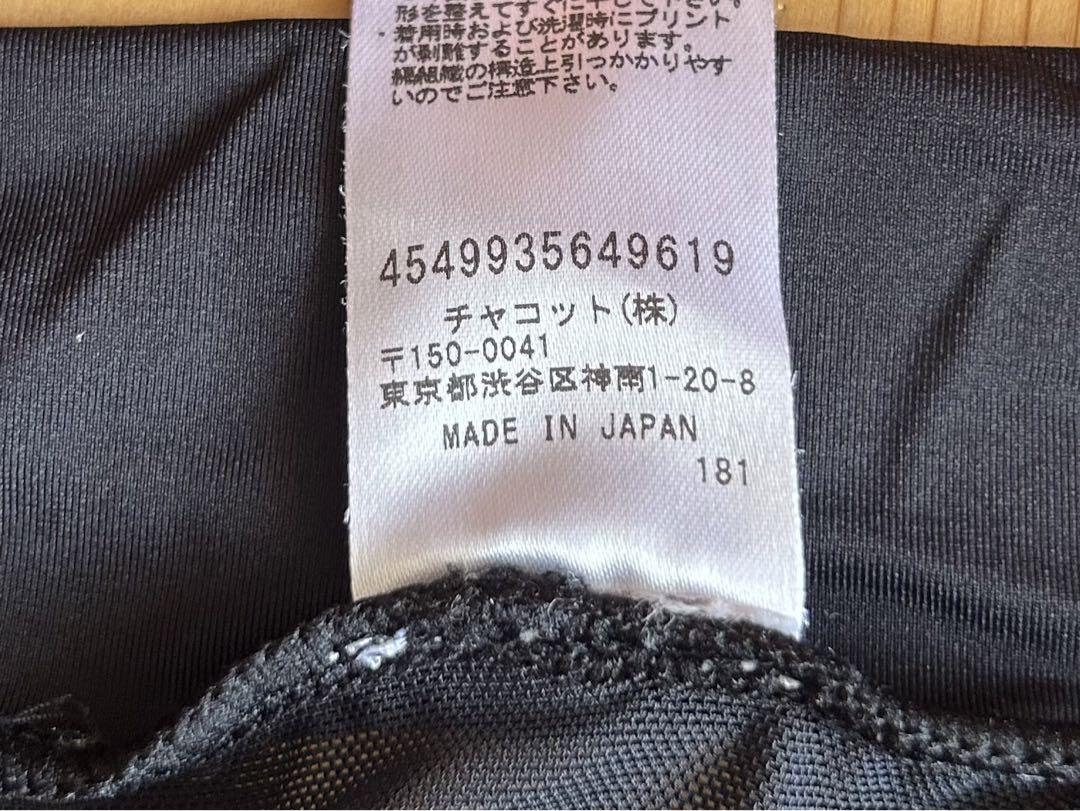 形を整えてすぐに干して下さい。
・着用時および洗濯時にプリント
が剥離することがあります。
編組織の構造上引っかかりやす
いのでご注意下さい。
4549935649619
チャコット(株)
〒150-0041
東京都渋谷区神南1-20-8
MADE IN JAPAN
181